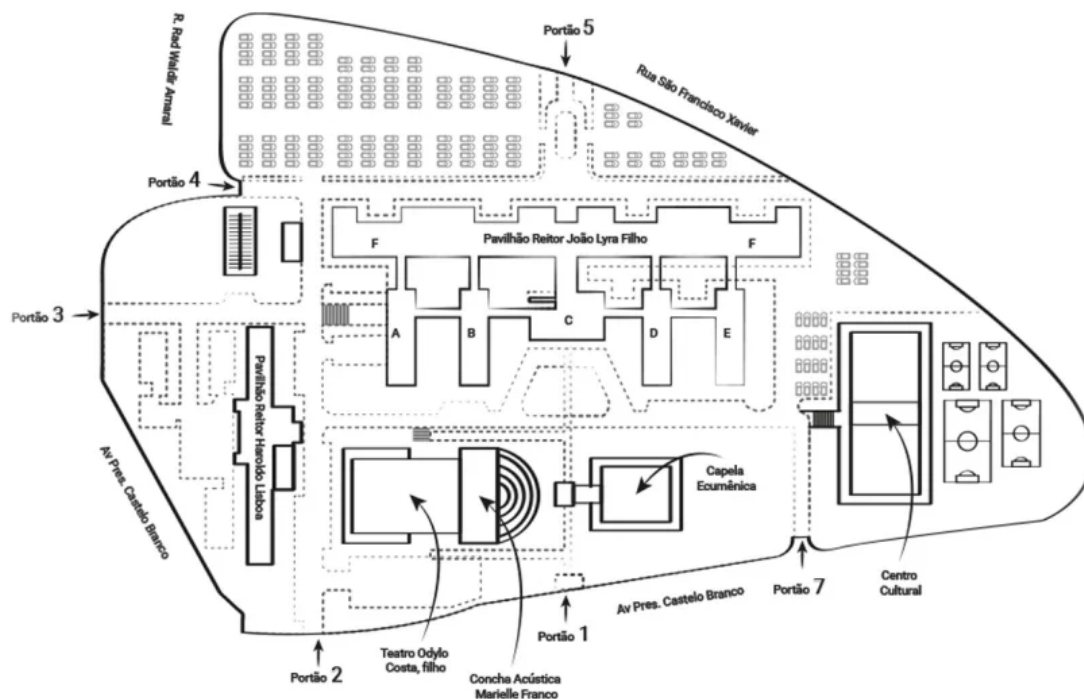 Portão 5
R. Rad Waldir Amaral
Rua São Francisco Xavier
Portão 4
F
Pavilhão Reitor João Lyra Filho
F
Portão 3
A
B
C
D
E
Pavilhão Reitor Haroldo Lisboa
Av Pres. Castelo Branco
Capela
Ecumênica
Centro
Cultural
Portão 7
Av Pres. Castelo Branco
Portão 1
Portão 2
Teatro Odylo
Costa, filho
Concha Acústica
Marielle Franco